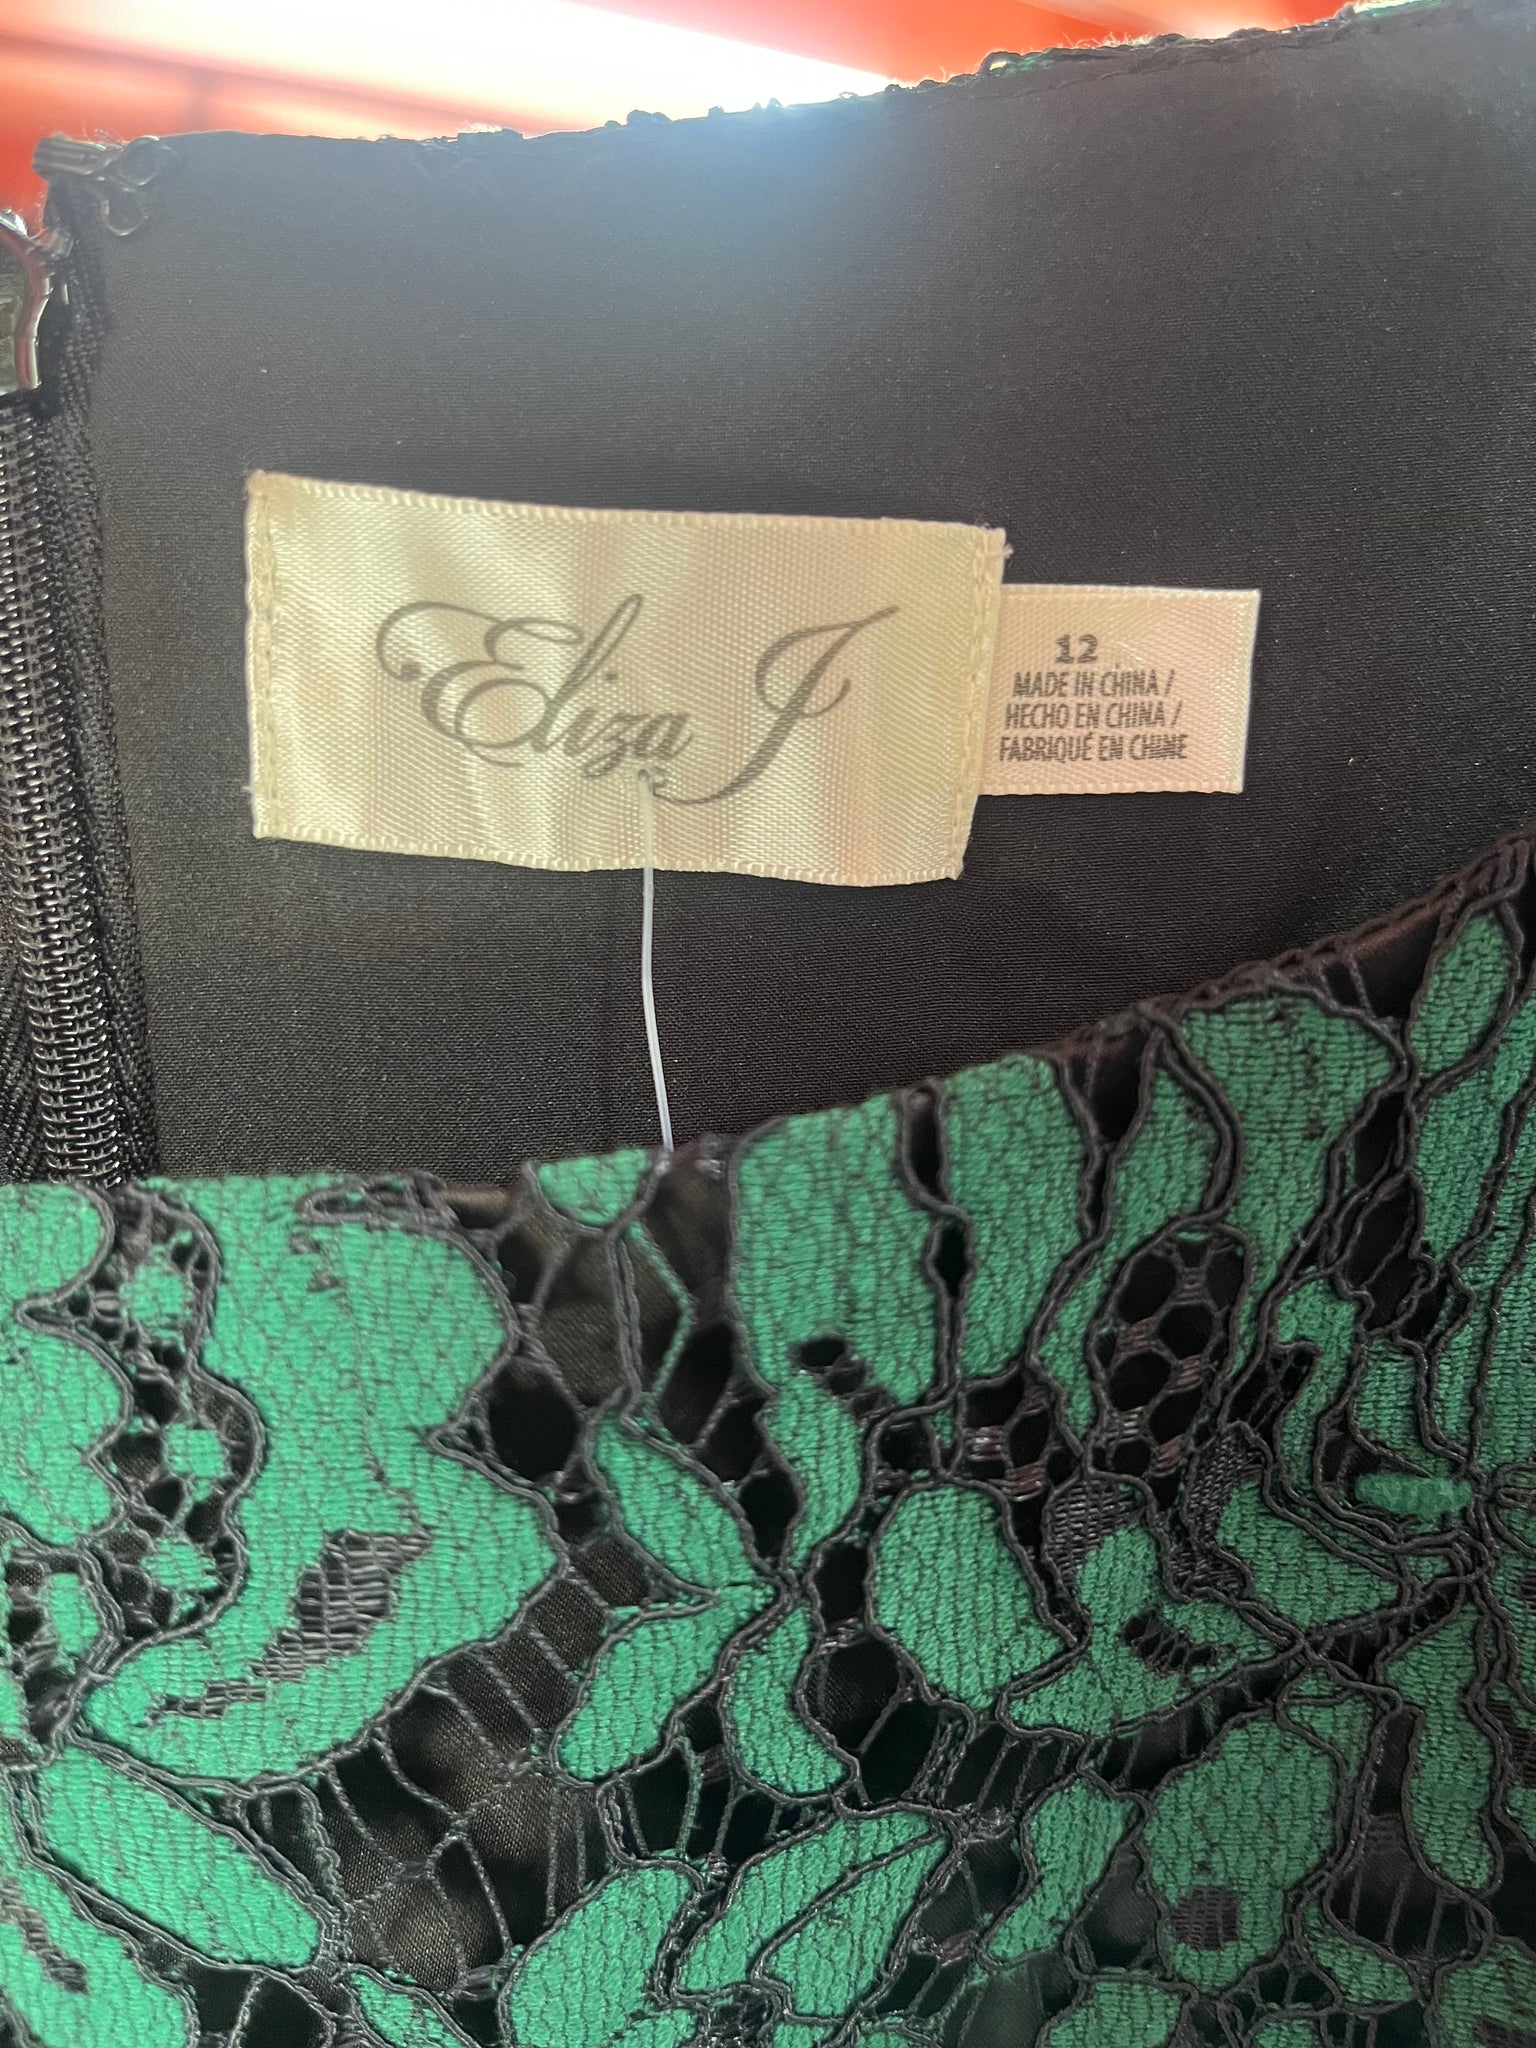 Eliza J
12
MADE IN CHINA /
HECHO EN CHINA /
FABRIQUÉ EN CHINE